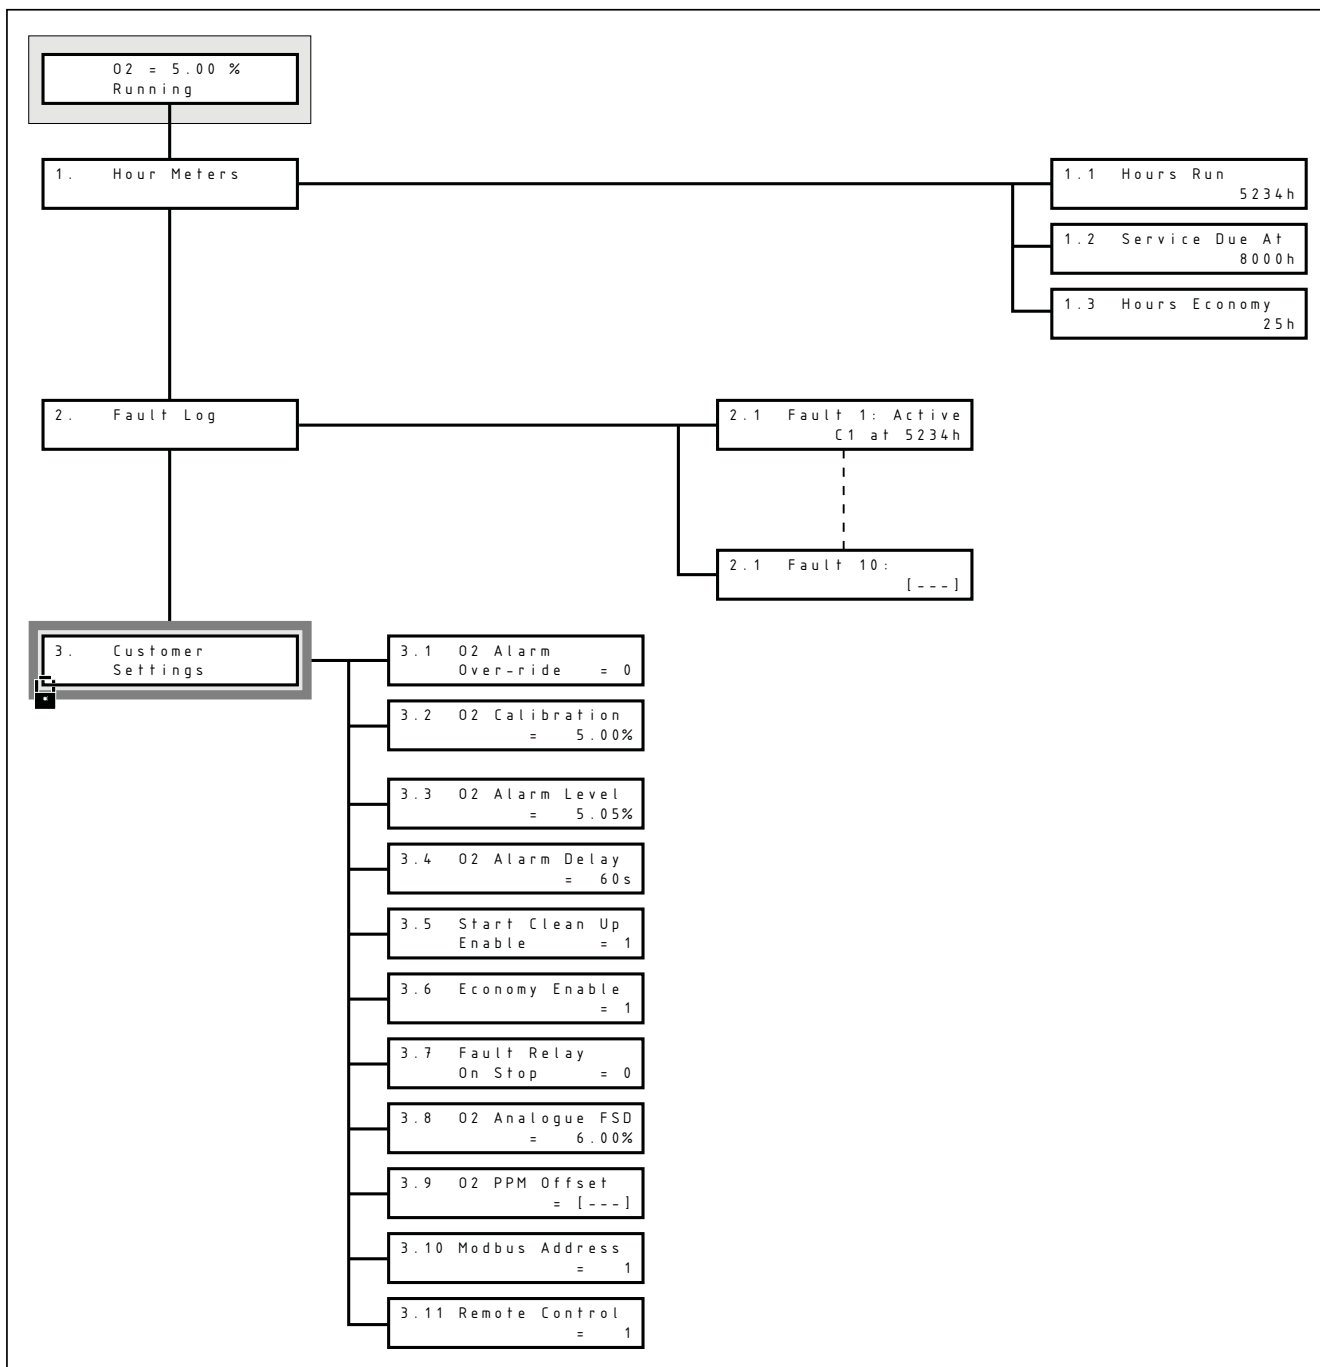 O2 = 5.00 %
Running
1. Hour Meters
1.1 Hours Run
5234h
1.2 Service Due At
8000h
1.3 Hours Economy
25h
2. Fault Log
2.1 Fault 1: Active
C1 at 5234h
2.1 Fault 10:
[---]
3. Customer
Settings
3.1 O2 Alarm
Over-ride = 0
3.2 O2 Calibration
= 5.00%
3.3 O2 Alarm Level
= 5.05%
3.4 O2 Alarm Delay
= 60s
3.5 Start Clean Up
Enable = 1
3.6 Economy Enable
= 1
3.7 Fault Relay
On Stop = 0
3.8 O2 Analogue FSD
= 6.00%
3.9 O2 PPM Offset
= [---]
3.10 Modbus Address
= 1
3.11 Remote Control
= 1